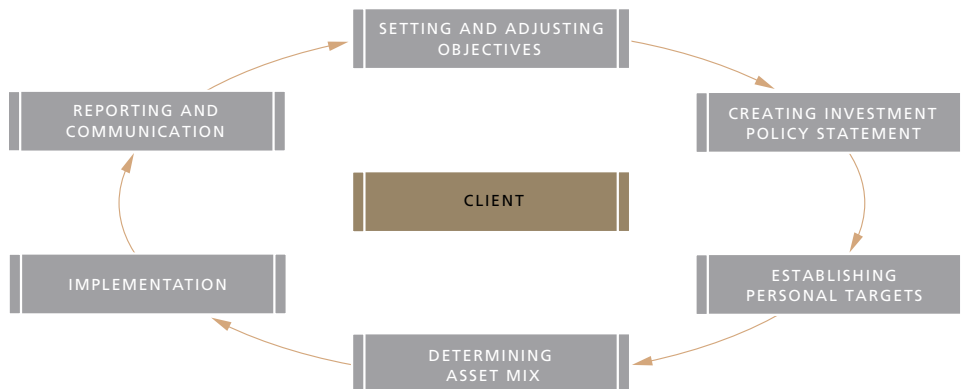 SETTING AND ADJUSTING
OBJECTIVES
CREATING INVESTMENT
POLICY STATEMENT
ESTABLISHING
PERSONAL TARGETS
DETERMINING
ASSET MIX
IMPLEMENTATION
REPORTING AND
COMMUNICATION
CLIENT